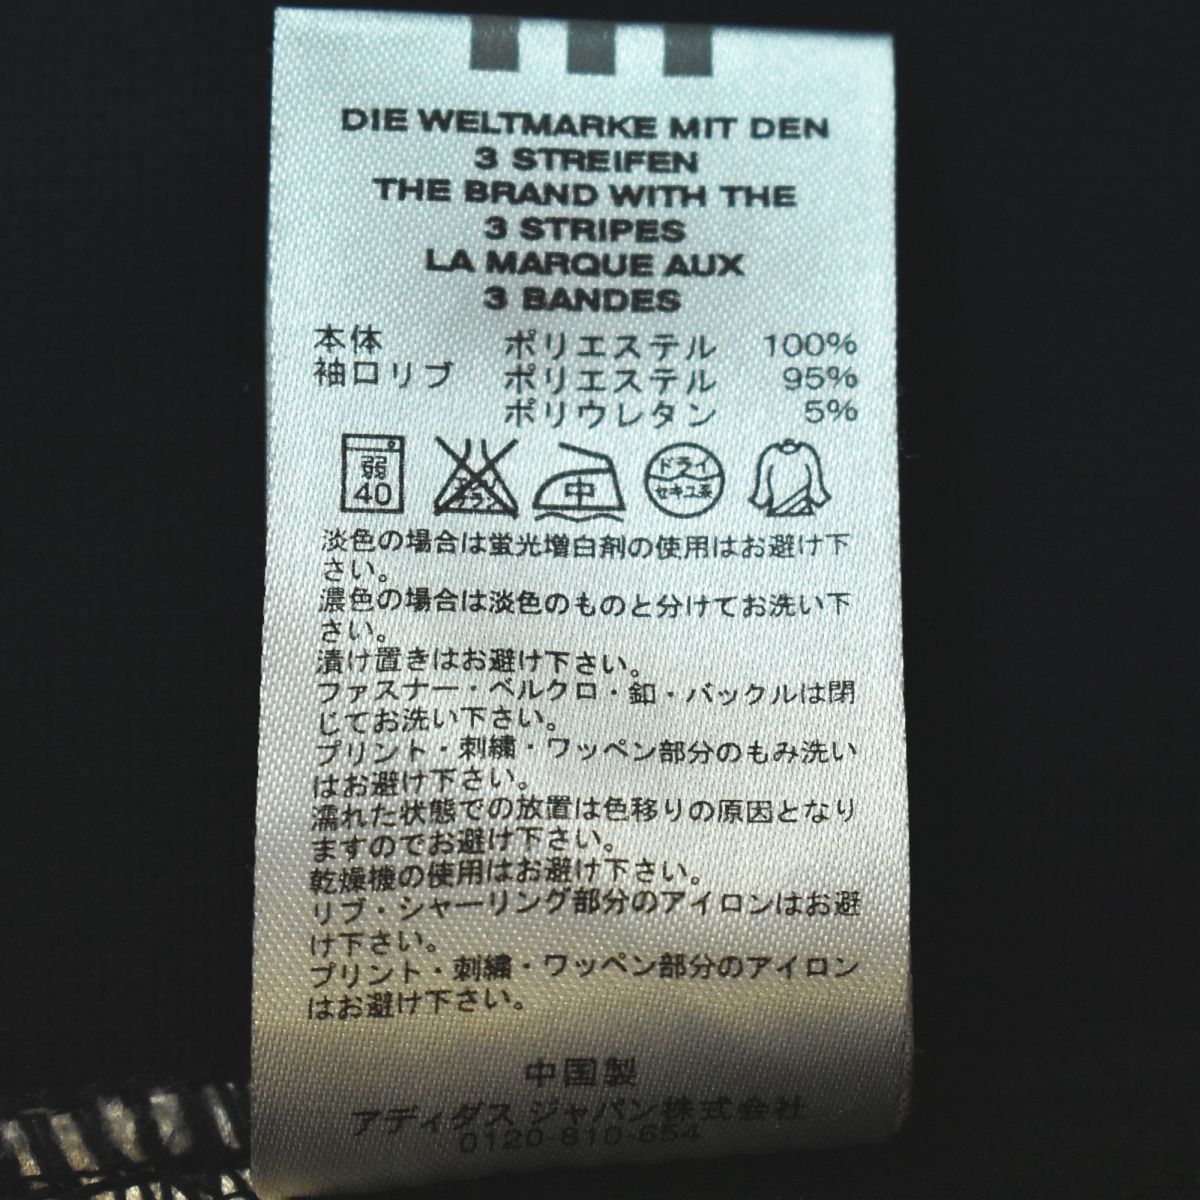 DIE WELTMARKE MIT DEN
3 STREIFEN
THE BRAND WITH THE
3 STRIPES
LA MARQUE AUX
3 BANDES
本体 ポリエステル 100%
袖口リブ ポリエステル 95%
ポリウレタン 5%
弱
40
エンソ
サラシ
中
ドライ
セキユ系
淡色の場合は蛍光増白剤の使用はお避け下
さい。
濃色の場合は淡色のものと分けてお洗い下
さい。
漬け置きはお避け下さい。
ファスナー・ベルクロ・釦・バックルは閉
じてお洗い下さい。
プリント・刺繍・ワッペン部分のもみ洗い
はお避け下さい。
濡れた状態での放置は色移りの原因となり
ますのでお避け下さい。
乾燥機の使用はお避け下さい。
リブ・シャーリング部分のアイロンはお避
け下さい。
プリント・刺繍・ワッペン部分のアイロン
はお避け下さい。
中国製
アディダス ジャパン株式会社
0120-810-654